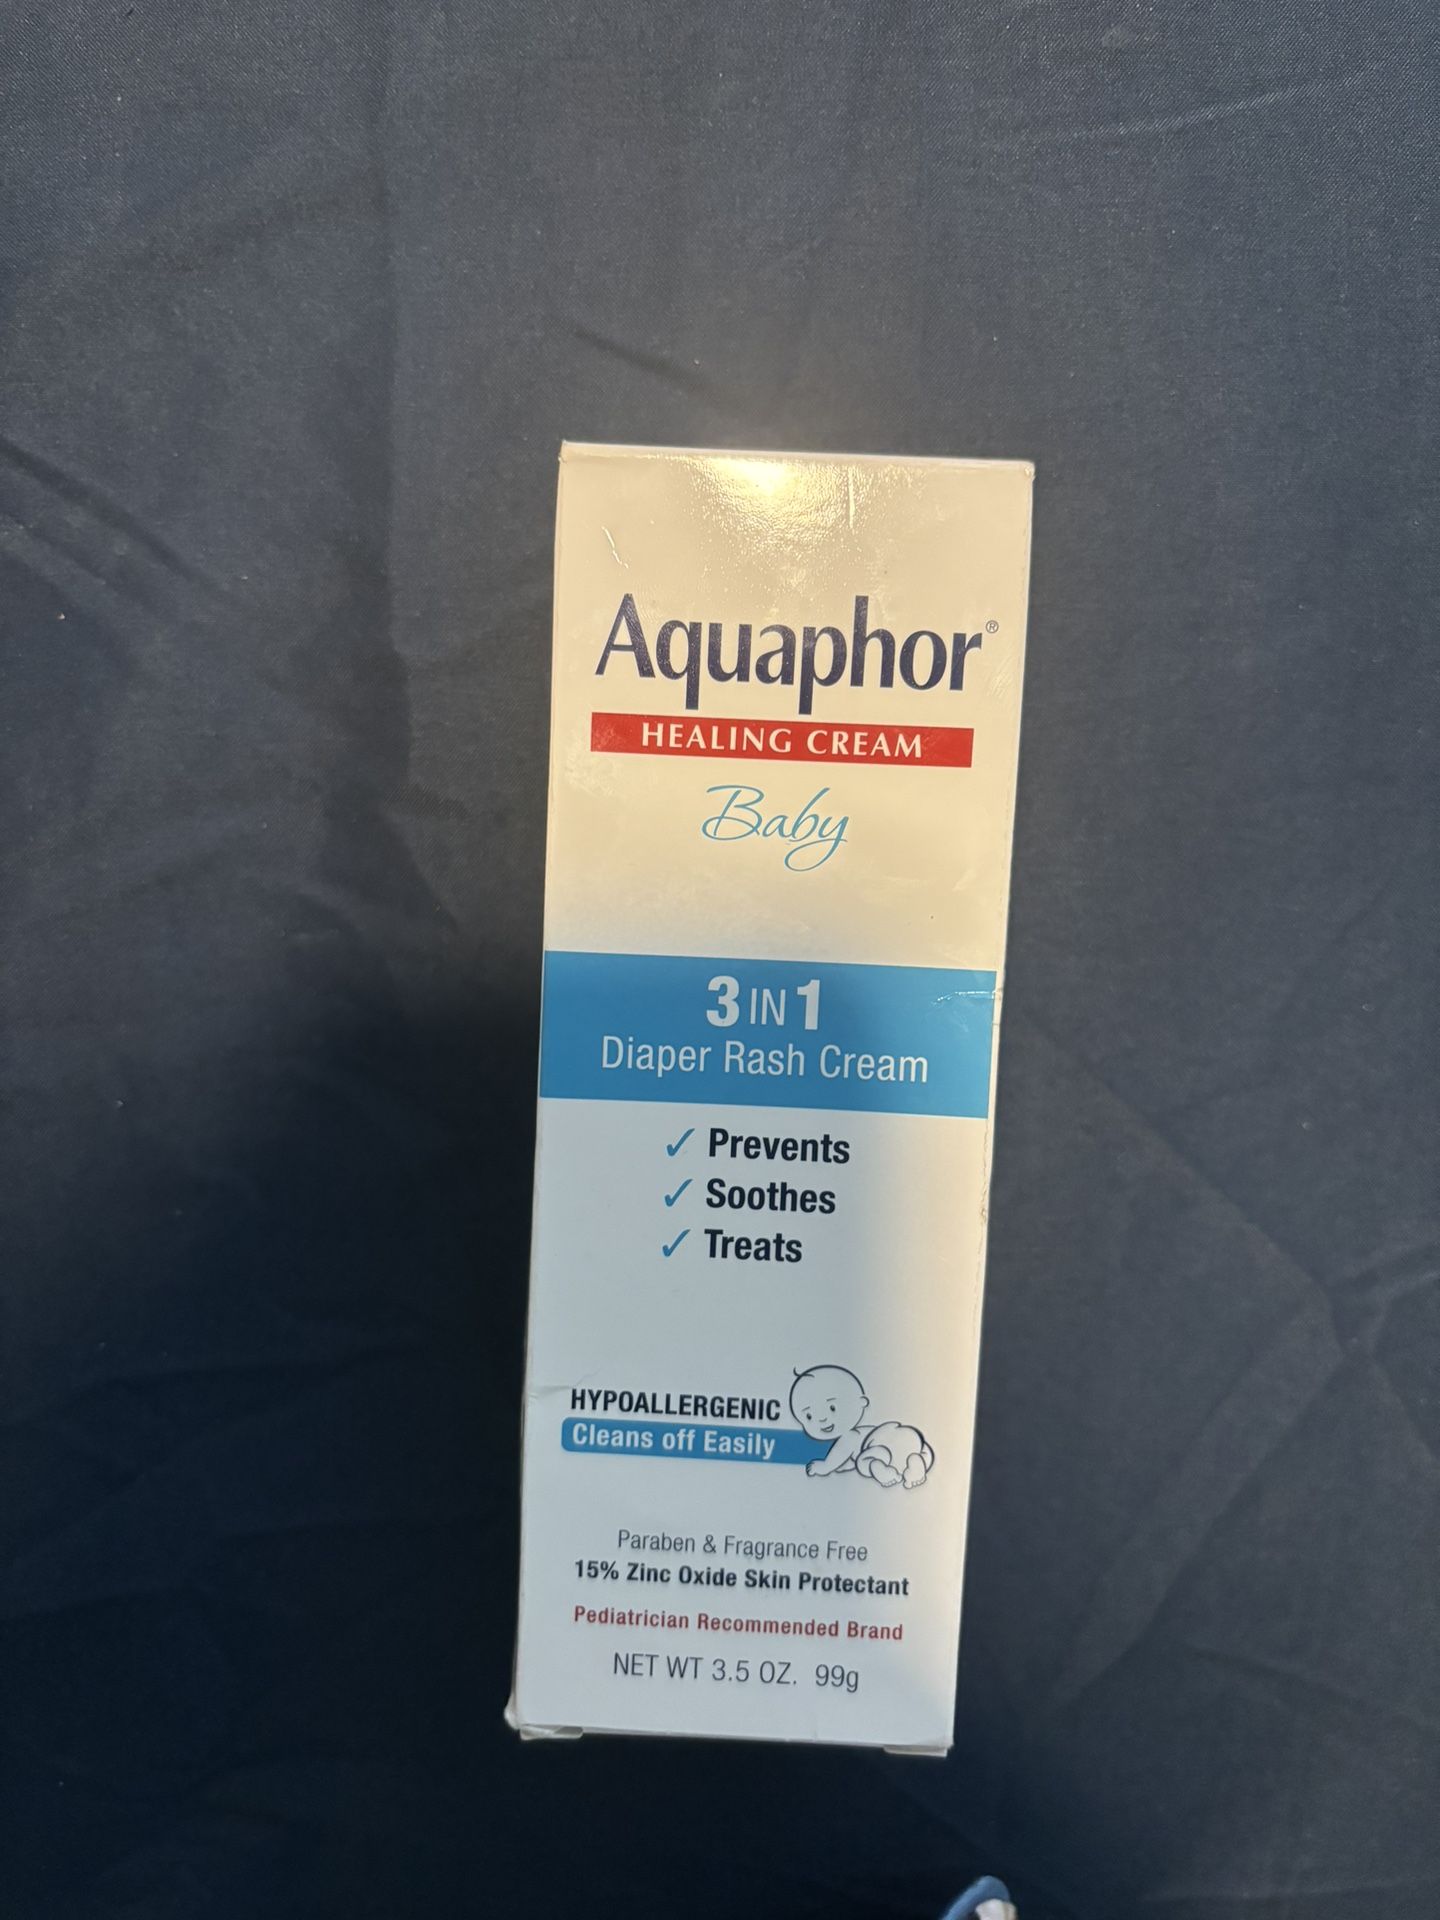 Aquaphor®
HEALING CREAM
Baby
3 IN 1
Diaper Rash Cream
✓ Prevents
✓ Soothes
✓ Treats
HYPOALLERGENIC
Cleans off Easily
Paraben & Fragrance Free
15% Zinc Oxide Skin Protectant
Pediatrician Recommended Brand
NET WT 3.5 OZ. 99g